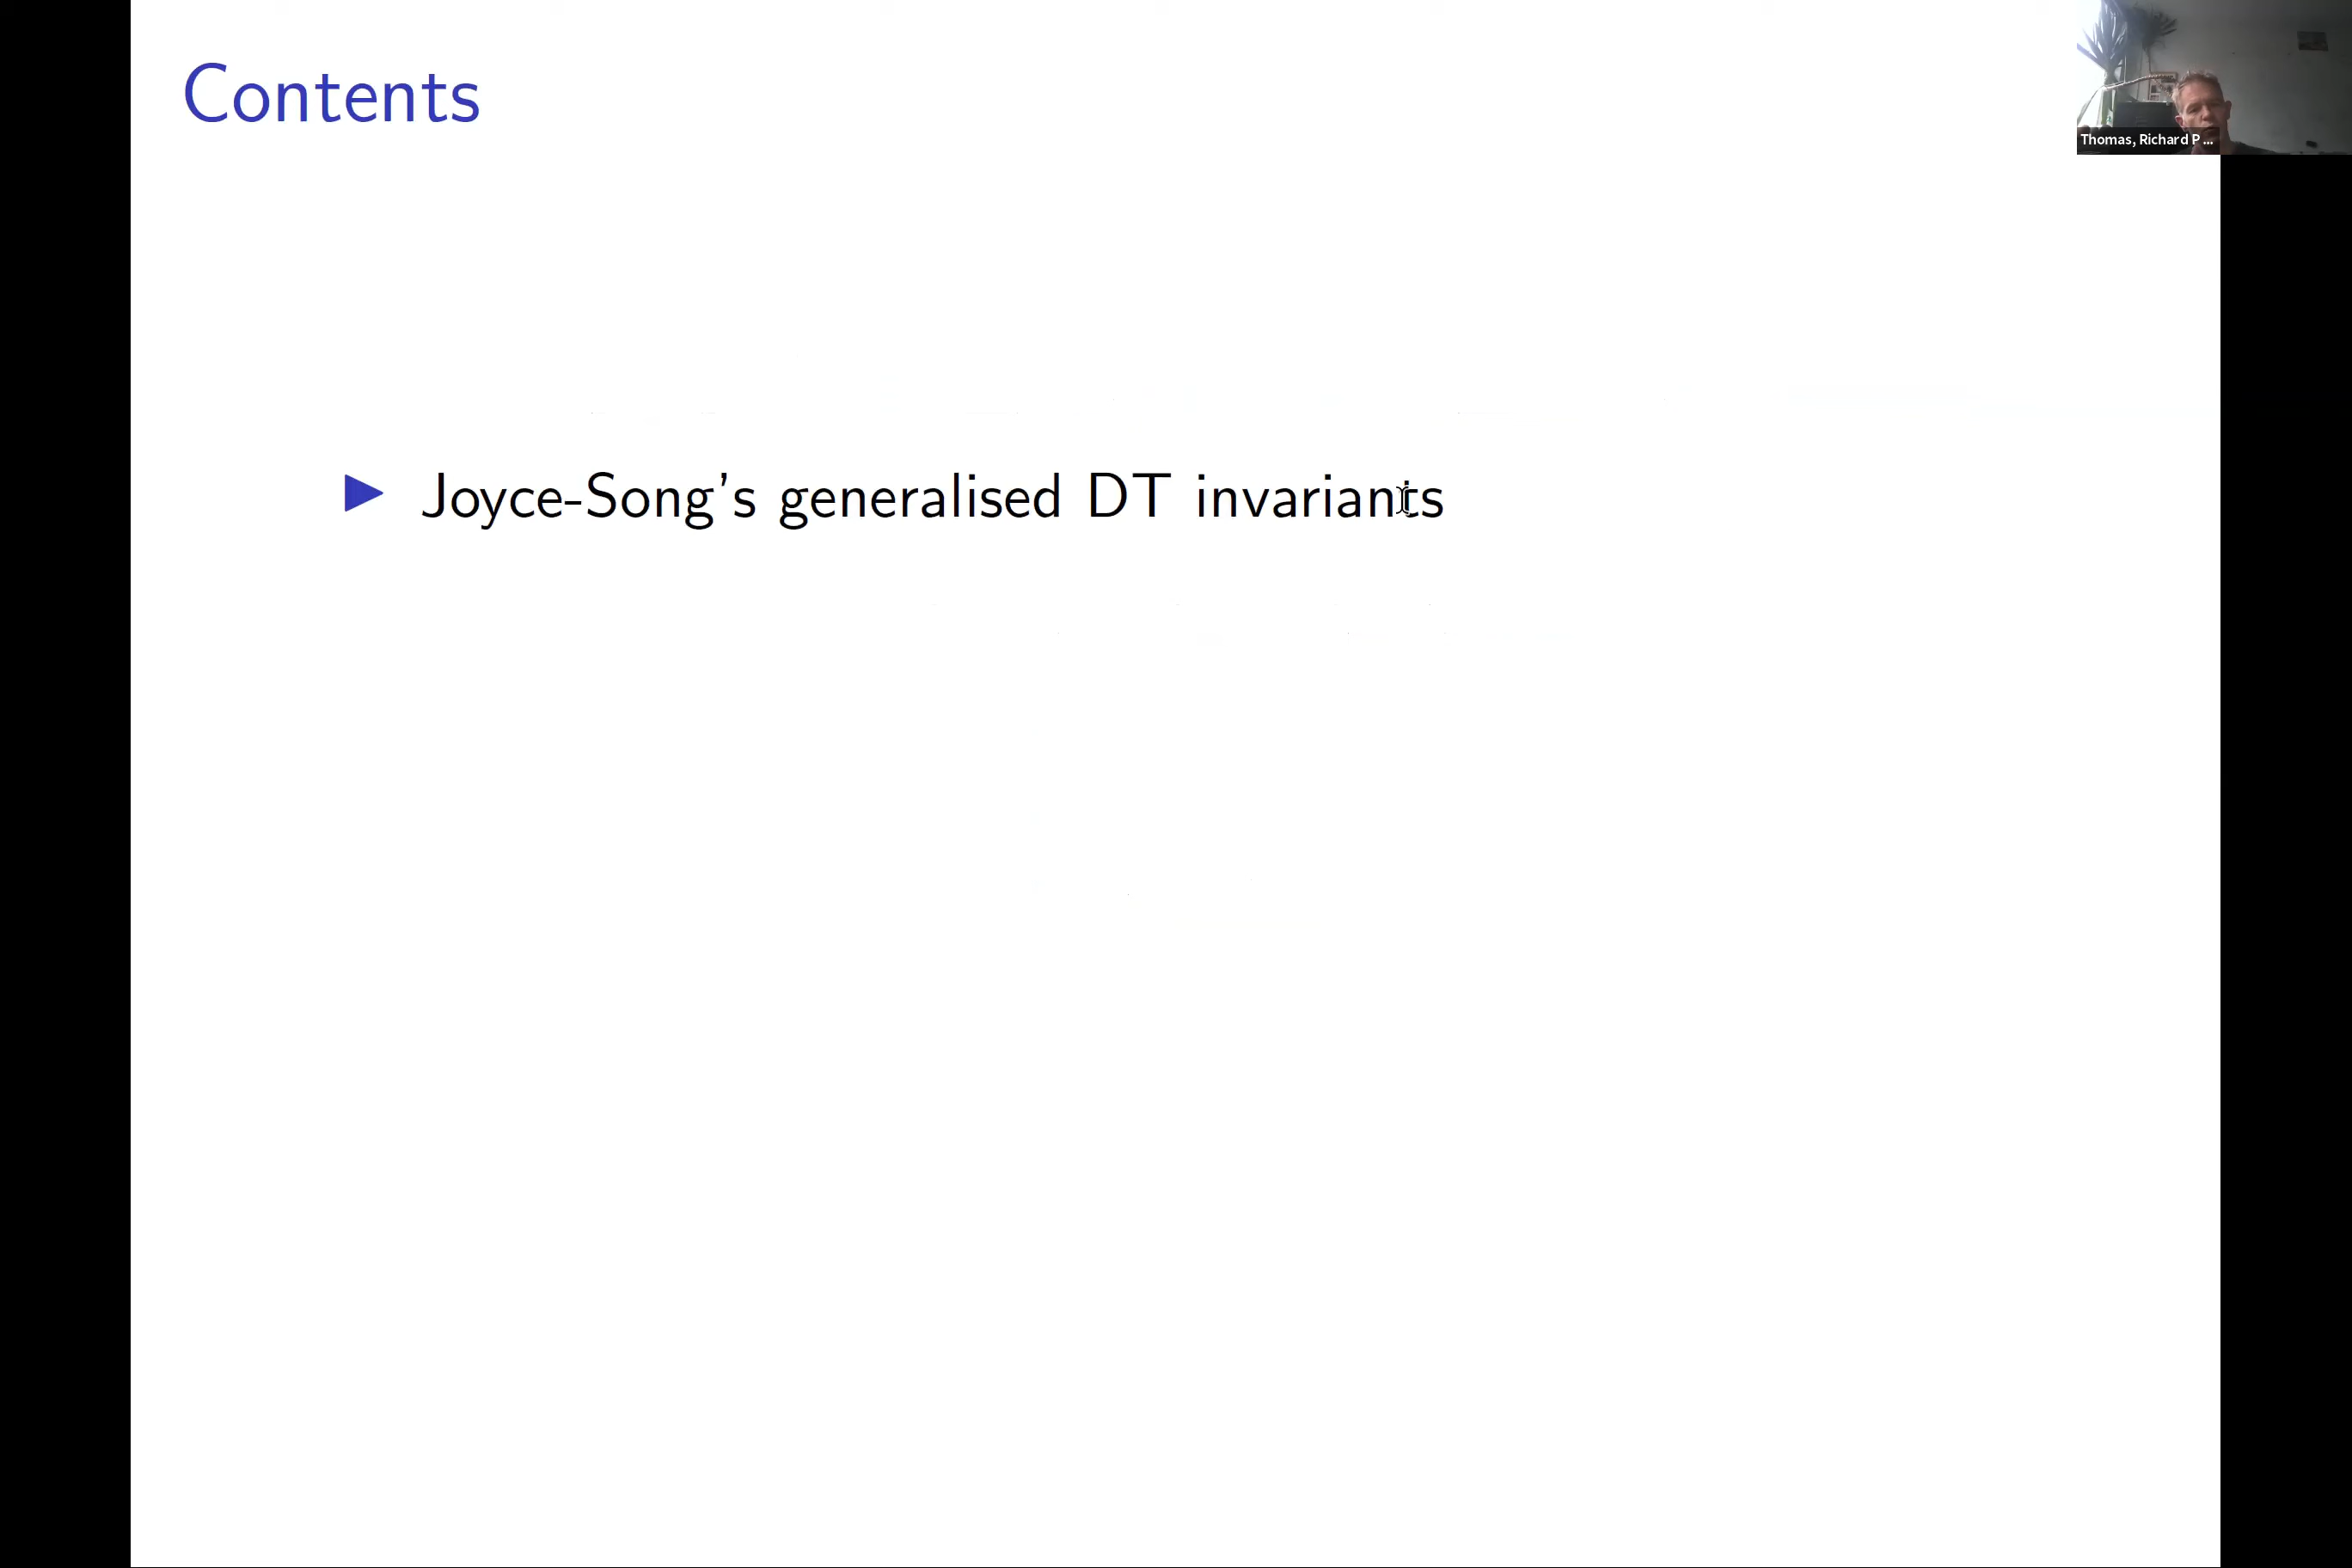 Contents
Thomas, Richard P ...
▶ Joyce-Song's generalised DT invariants